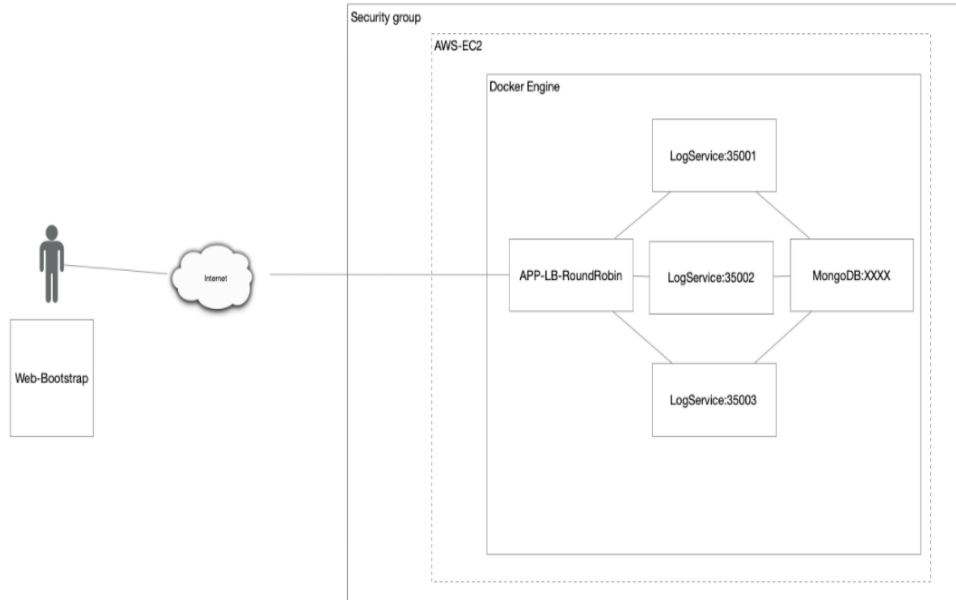 Security group
AWS-EC2
Docker Engine
LogService:35001
Internet
APP-LB-RoundRobin
LogService:35002
MongoDB:XXXX
Web-Bootstrap
LogService:35003